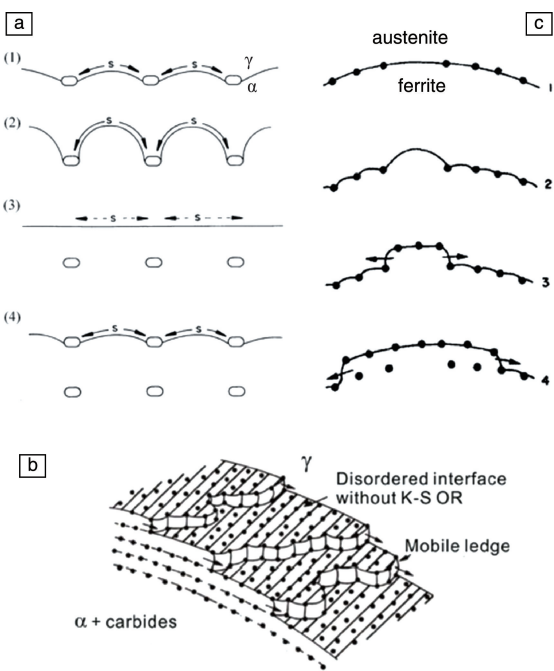 a
(1)
s
s
γ
α
(2)
s
s
(3)
s
s
(4)
s
s
c
austenite
ferrite
1
2
3
4
b
γ
Disordered interface
without K-S OR
Mobile ledge
α + carbides